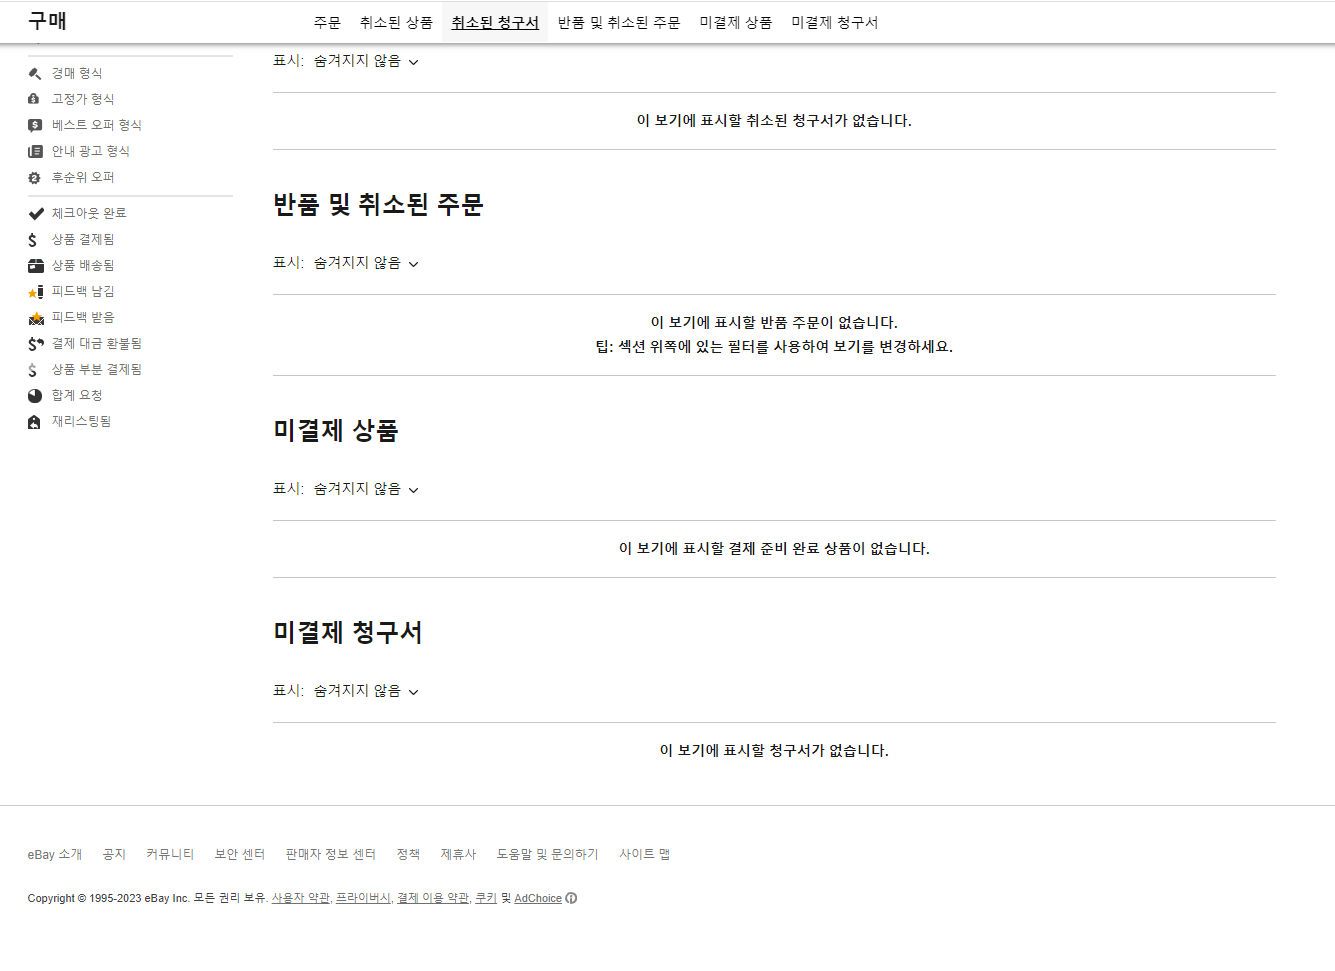 구매
주문 취소된 상품 취소된 청구서 반품 및 취소된 주문 미결제 상품 미결제 청구서
경매 형식
고정가 형식
베스트 오퍼 형식
안내 광고 형식
후순위 오퍼
체크아웃 완료
상품 결제됨
상품 배송됨
피드백 남김
피드백 받음
결제 대금 환불됨
상품 부분 결제됨
합계 요청
재리스팅됨
표시: 숨겨지지 않음
이 보기에 표시할 취소된 청구서가 없습니다.
반품 및 취소된 주문
표시: 숨겨지지 않음
이 보기에 표시할 반품 주문이 없습니다.
팁: 섹션 위쪽에 있는 필터를 사용하여 보기를 변경하세요.
미결제 상품
표시: 숨겨지지 않음
이 보기에 표시할 결제 준비 완료 상품이 없습니다.
미결제 청구서
표시: 숨겨지지 않음
이 보기에 표시할 청구서가 없습니다.
eBay 소개 공지 커뮤니티 보안 센터 판매자 정보 센터 정책 제휴사 도움말 및 문의하기 사이트 맵
Copyright © 1995-2023 eBay Inc. 모든 권리 보유. 사용자 약관, 프라이버시, 결제 이용 약관, 쿠키 및 AdChoice